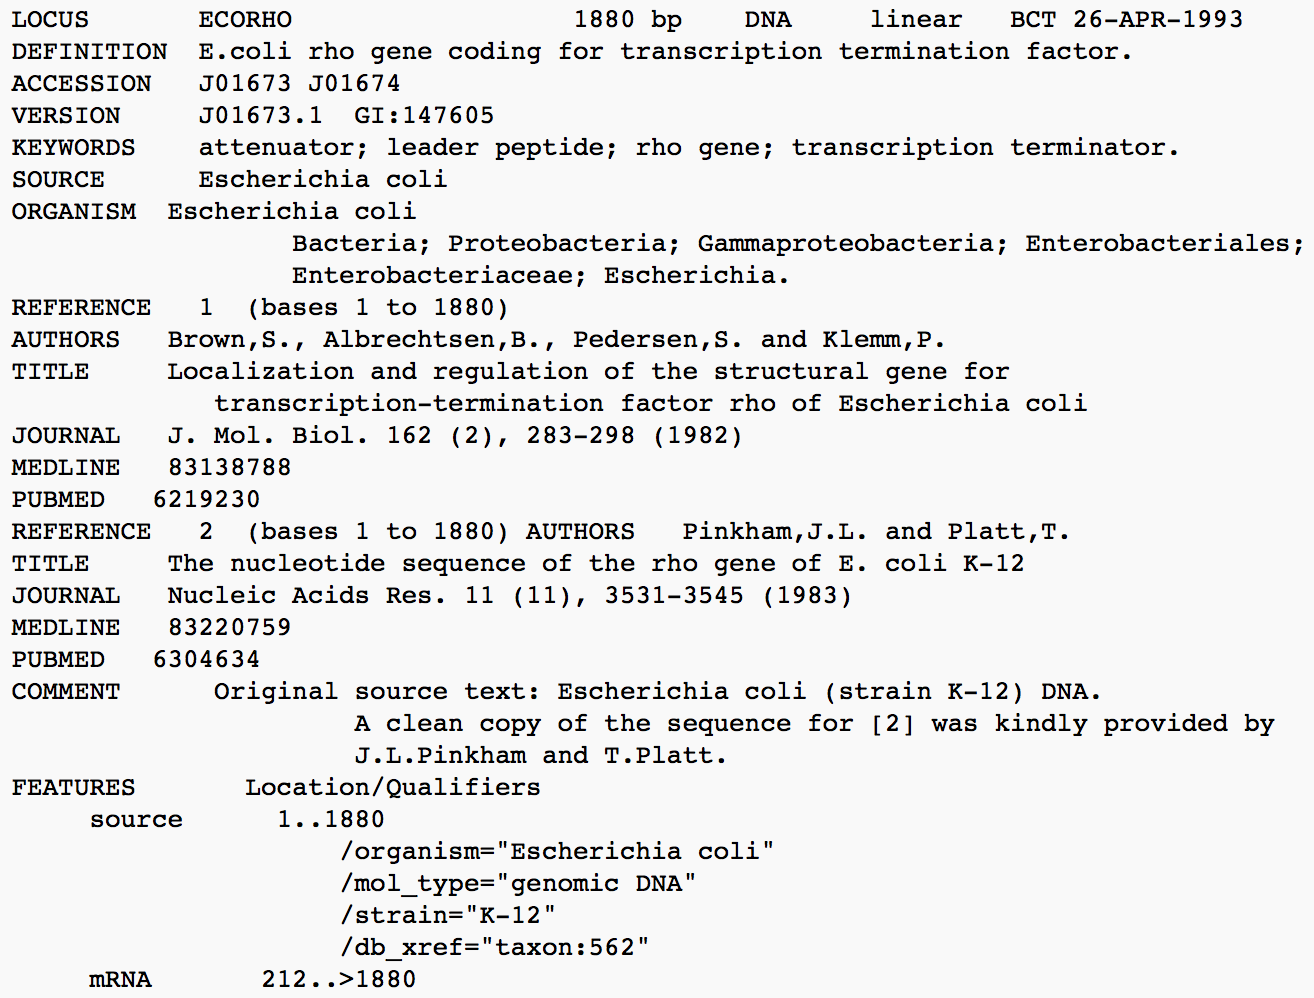 LOCUS       ECORHO                  1880 bp    DNA     linear   BCT 26-APR-1993
DEFINITION  E.coli rho gene coding for transcription termination factor.
ACCESSION   J01673 J01674
VERSION     J01673.1  GI:147605
KEYWORDS    attenuator; leader peptide; rho gene; transcription terminator.
SOURCE      Escherichia coli
ORGANISM  Escherichia coli
Bacteria; Proteobacteria; Gammaproteobacteria; Enterobacteriales;
Enterobacteriaceae; Escherichia.
REFERENCE   1  (bases 1 to 1880)
AUTHORS   Brown,S., Albrechtsen,B., Pedersen,S. and Klemm,P.
TITLE     Localization and regulation of the structural gene for
transcription-termination factor rho of Escherichia coli
JOURNAL   J. Mol. Biol. 162 (2), 283-298 (1982)
MEDLINE   83138788
PUBMED   6219230
REFERENCE   2  (bases 1 to 1880) AUTHORS   Pinkham,J.L. and Platt,T.
TITLE     The nucleotide sequence of the rho gene of E. coli K-12
JOURNAL   Nucleic Acids Res. 11 (11), 3531-3545 (1983)
MEDLINE   83220759
PUBMED   6304634
COMMENT      Original source text: Escherichia coli (strain K-12) DNA.
A clean copy of the sequence for [2] was kindly provided by
J.L.Pinkham and T.Platt.
FEATURES       Location/Qualifiers
source      1..1880
/organism="Escherichia coli"
/mol_type="genomic DNA"
/strain="K-12"
/db_xref="taxon:562"
mRNA       212..>1880